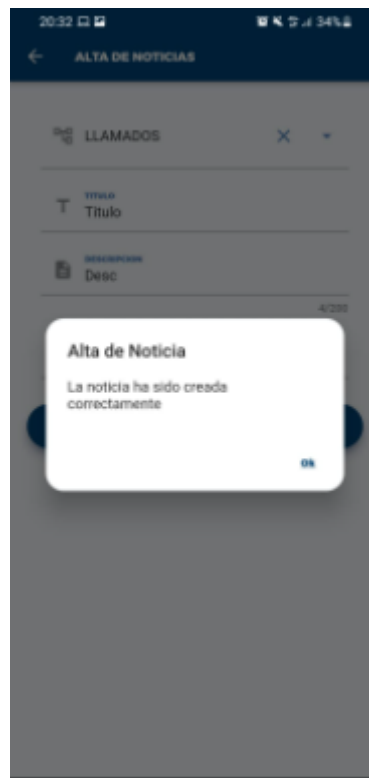 20:32 34%
ALTA DE NOTICIAS
LLAMADOS
TITULO
Titulo
DESCRIPCION
Desc
4/200
Alta de Noticia
La noticia ha sido creada
correctamente
Ok